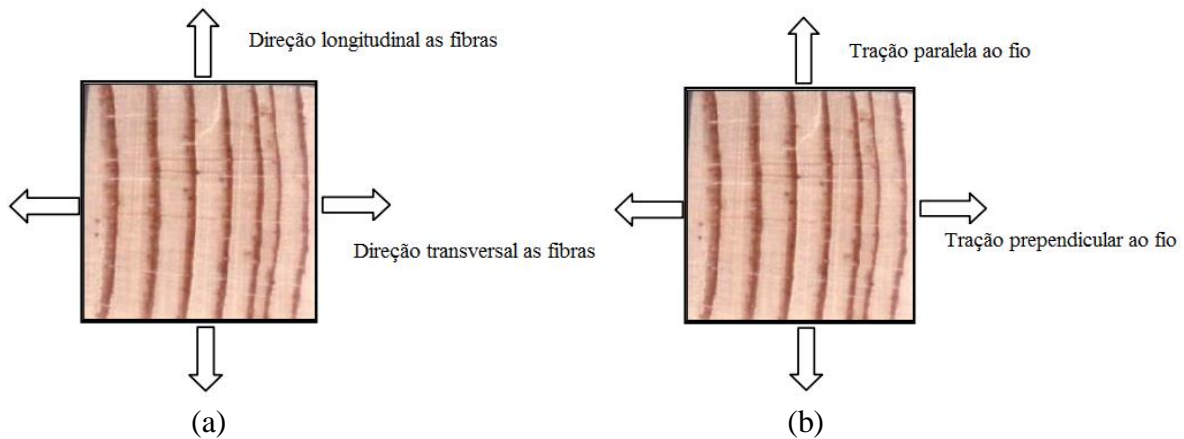 Direção longitudinal as fibras
Direção transversal as fibras
(a)
Tração paralela ao fio
Tração prependicular ao fio
(b)